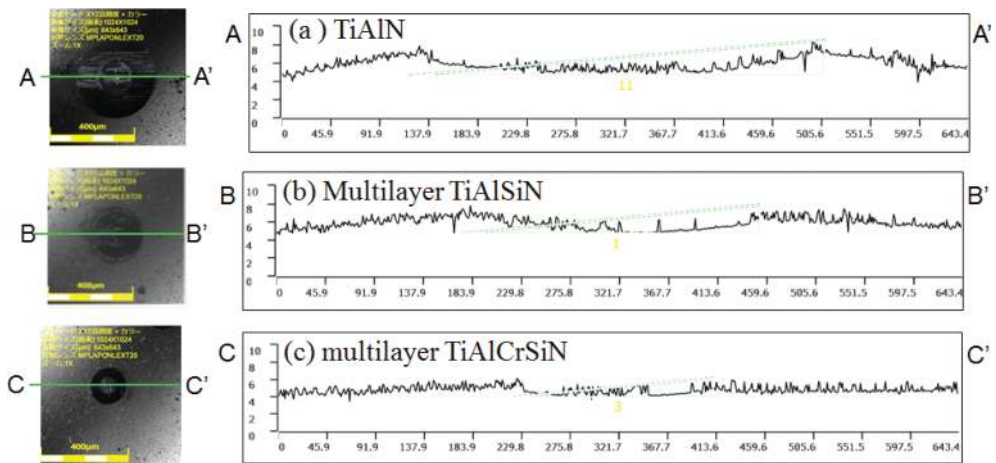 (a ) TiAlN
A
A'
A
A'
10
8
6
4
2
0
11
0 45.9 91.9 137.9 183.9 229.8 275.8 321.7 367.7 413.6 459.6 505.6 551.5 597.5 643.4
400μm
(b) Multilayer TiAlSiN
B
B'
B
B'
10
8
6
4
2
0
1
0 45.9 91.9 137.9 183.9 229.8 275.8 321.7 367.7 413.6 459.6 505.6 551.5 597.5 643.4
400μm
(c) multilayer TiAlCrSiN
C
C'
C
C'
10
8
6
4
2
0
3
0 45.9 91.9 137.9 183.9 229.8 275.8 321.7 367.7 413.6 459.6 505.6 551.5 597.5 643.4
400μm